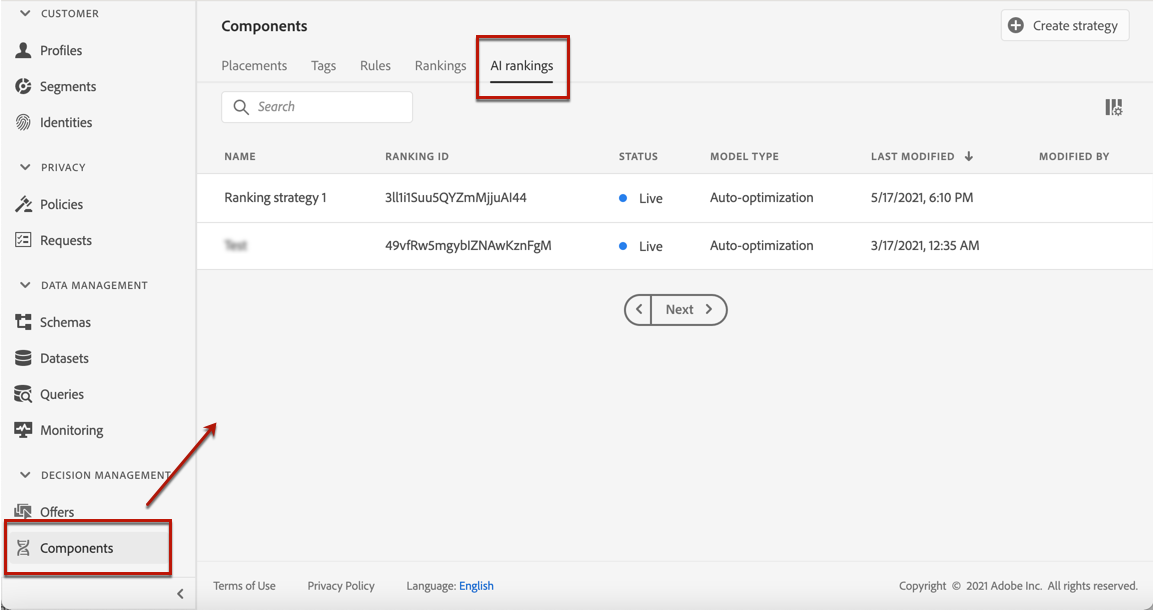 CUSTOMER
Profiles
Segments
Identities
PRIVACY
Policies
Requests
DATA MANAGEMENT
Schemas
Datasets
Queries
Monitoring
DECISION MANAGEMENT
Offers
Components
Components
Create strategy
Placements Tags Rules Rankings AI rankings
Search
NAME RANKING ID STATUS MODEL TYPE LAST MODIFIED MODIFIED BY
Ranking strategy 1 3ll1i1Suu5QYZmMjjuAI44 Live Auto-optimization 5/17/2021, 6:10 PM
Test 49vfRw5mgyblZNAwKznFgM Live Auto-optimization 3/17/2021, 12:35 AM
Next
Terms of Use Privacy Policy Language: English Copyright © 2021 Adobe Inc. All rights reserved.